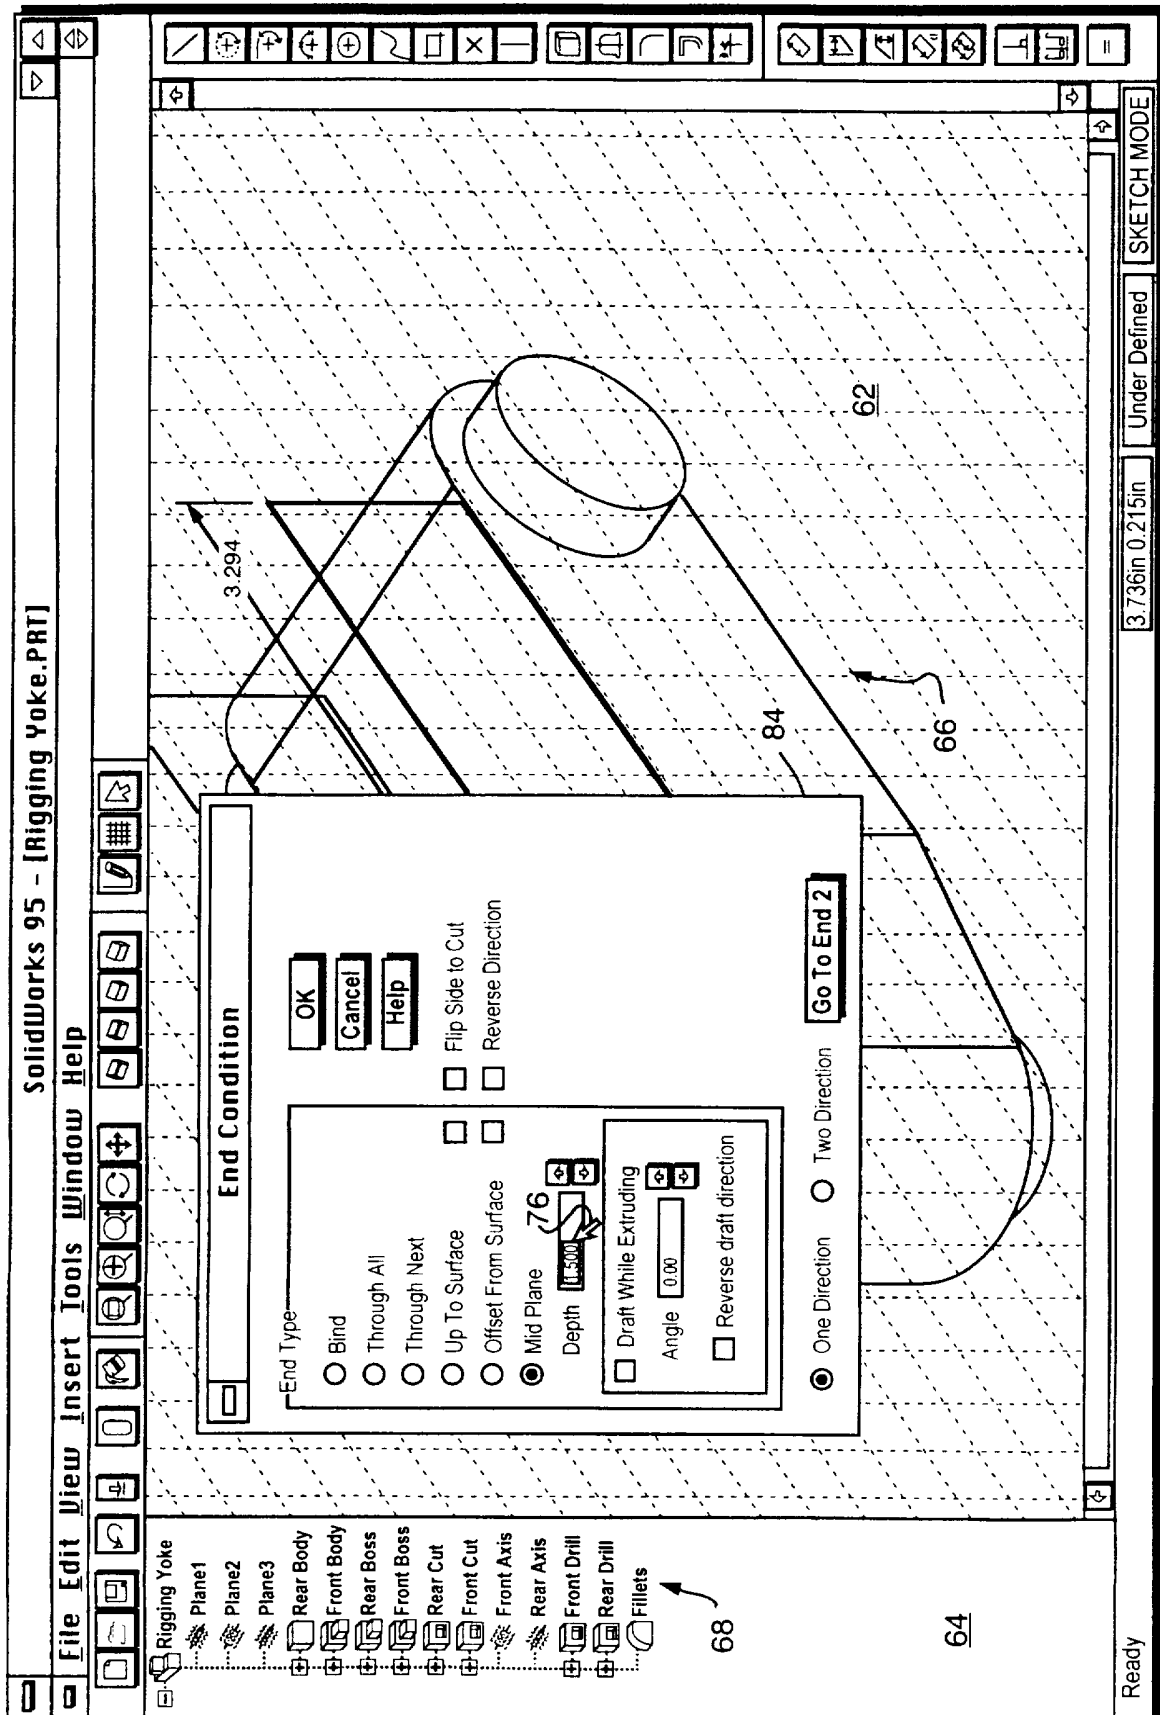 SolidWorks 95 - [Rigging Yoke.PRT]
File Edit View Insert Tools Window Help
Rigging Yoke
Plane1
Plane2
Plane3
Rear Body
Front Body
Rear Boss
Front Boss
Rear Cut
Front Cut
Front Axis
Rear Axis
Front Drill
Rear Drill
Fillets
68
64
End Condition
End Type
Bind
Through All
Through Next
Up To Surface
Offset From Surface
Mid Plane
Depth 1.500
76
Draft While Extruding
Angle 0.00
Reverse draft direction
OK
Cancel
Help
Flip Side to Cut
Reverse Direction
One Direction Two Direction Go To End 2
3.294
84
66
62
Ready 3.736in 0.215in Under Defined SKETCH MODE